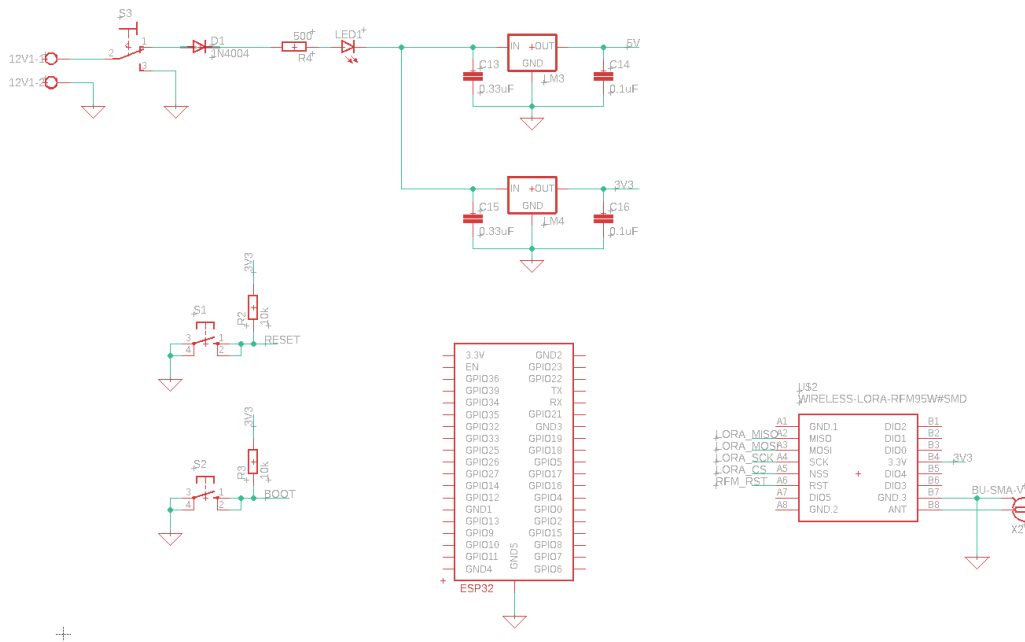 S3
12V1-1
12V1-2
2
1
3
D1
1N4004
500
R4
LED1
IN
OUT
GND
LM3
C13
0.33uF
C14
0.1uF
5V
IN
OUT
GND
LM4
C15
0.33uF
C16
0.1uF
3V3
3V3
R2
10k
S1
3
4
1
2
RESET
3V3
R3
10k
S2
3
4
1
2
BOOT
3.3V
EN
GPIO36
GPIO39
GPIO34
GPIO35
GPIO32
GPIO33
GPIO25
GPIO26
GPIO27
GPIO14
GPIO12
GND1
GPIO13
GPIO9
GPIO10
GPIO11
GND4
GND2
GPIO23
GPIO22
TX
RX
GPIO21
GND3
GPIO19
GPIO18
GPIO5
GPIO17
GPIO16
GPIO4
GPIO0
GPIO2
GPIO15
GPIO8
GPIO7
GPIO6
GND5
ESP32
U$2
WIRELESS-LORA-RFM95W#SMD
LORA_MISO
LORA_MOSI
LORA_SCK
LORA_CS
RFM_RST
A1
A2
A3
A4
A5
A6
A7
A8
GND.1
MISO
MOSI
SCK
NSS
RST
DIO5
GND.2
DIO2
DIO1
DIO0
3.3V
DIO4
DIO3
GND.3
ANT
B1
B2
B3
B4
B5
B6
B7
B8
3V3
BU-SMA-V
X2